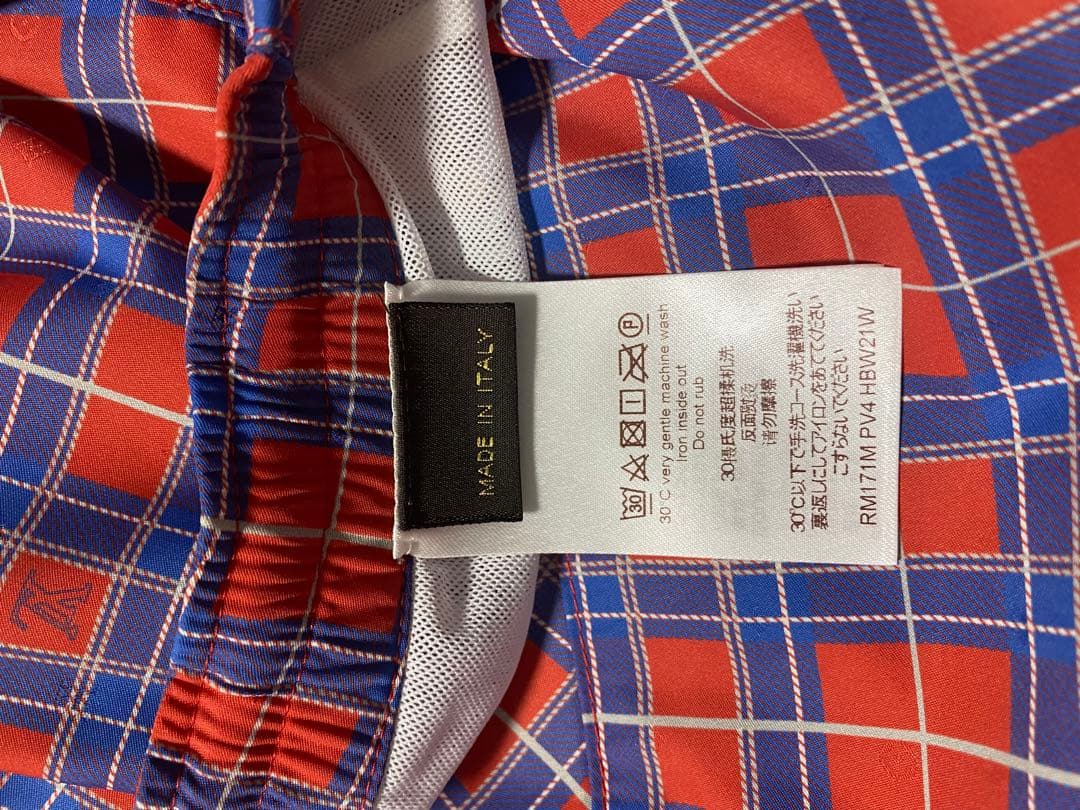 MADE IN ITALY
30
P
30°C very gentle machine wash
Iron inside out
Do not rub
30摄氏度超揉机洗
反面熨烫
请勿摩擦
30℃以下で手洗コース洗濯機洗い
裏返しにしてアイロンをあててください
こすらないでください
RM171M PV4 HBW21W